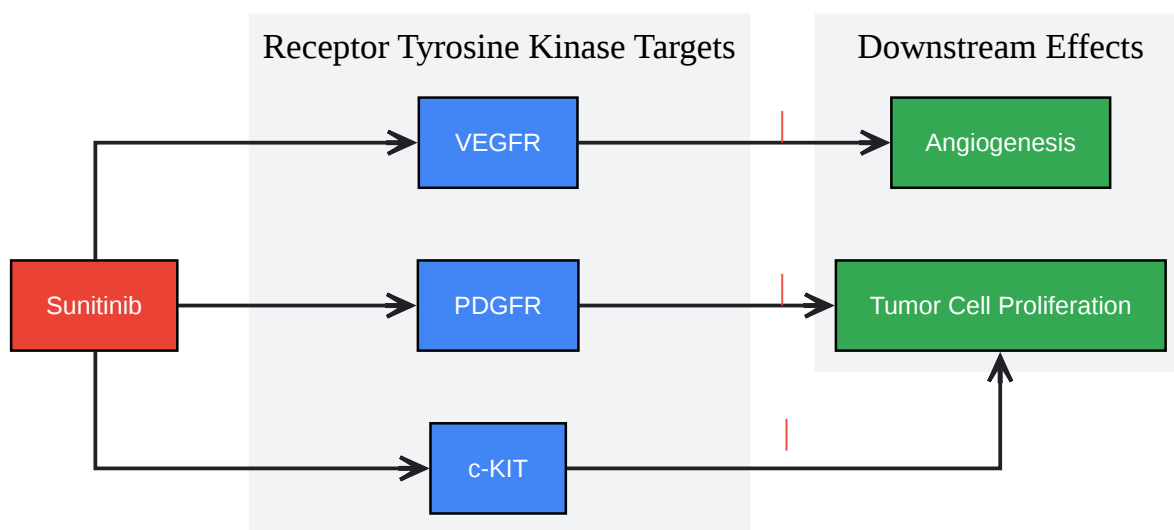 Receptor Tyrosine Kinase Targets
Downstream Effects
VEGFR
Angiogenesis
Sunitinib
PDGFR
Tumor Cell Proliferation
c-KIT